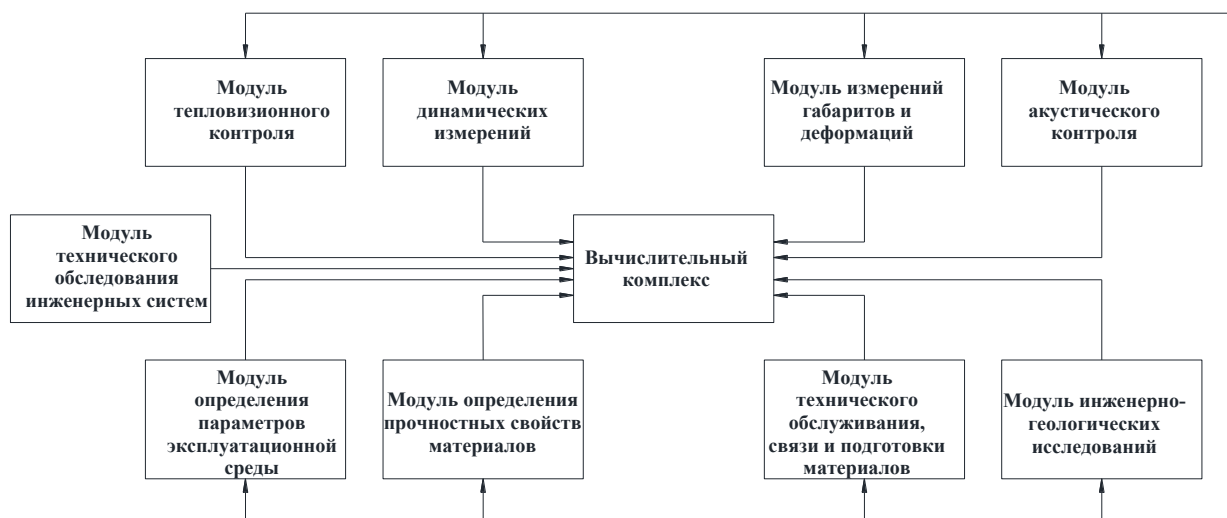 Модуль
тепловизионного
контроля
Модуль
динамических
измерений
Модуль измерений
габаритов и
деформаций
Модуль
акустического
контроля
Модуль
технического
обследования
инженерных систем
Вычислительный
комплекс
Модуль
определения
параметров
эксплуатационной
среды
Модуль определения
прочностных свойств
материалов
Модуль
технического
обслуживания,
связи и подготовки
материалов
Модуль инженерно-
геологических
исследований